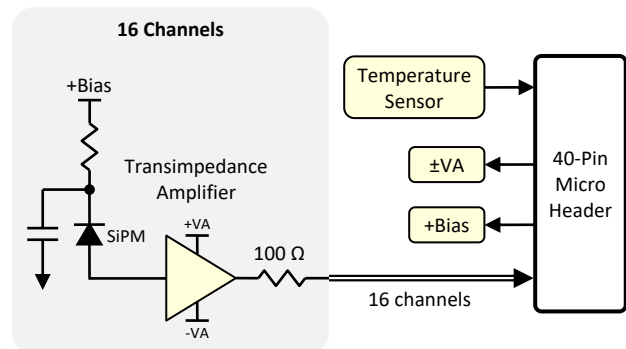 16 Channels
+Bias
Transimpedance
Amplifier
SiPM
+VA
-VA
100 Ω
16 channels
Temperature
Sensor
±VA
+Bias
40-Pin
Micro
Header